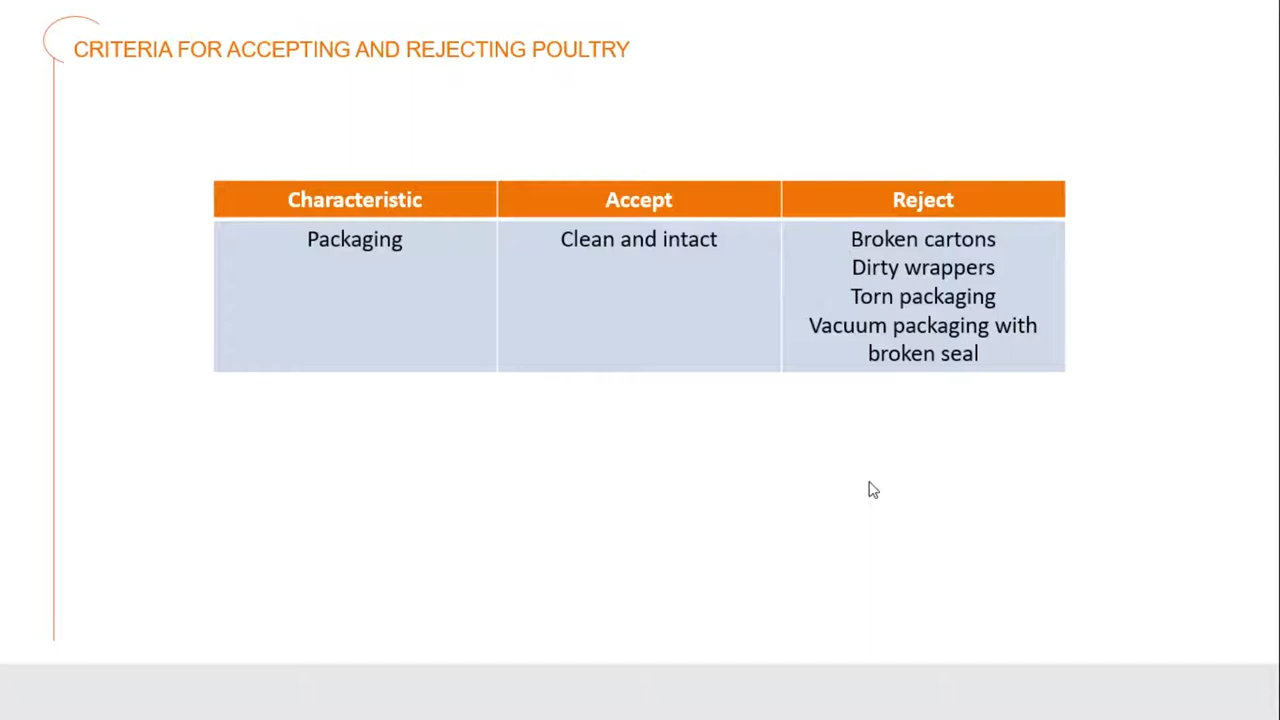 CRITERIA FOR ACCEPTING AND REJECTING POULTRY
Characteristic
Accept
Reject
Packaging
Clean and intact
Broken cartons
Dirty wrappers
Torn packaging
Vacuum packaging with
broken seal